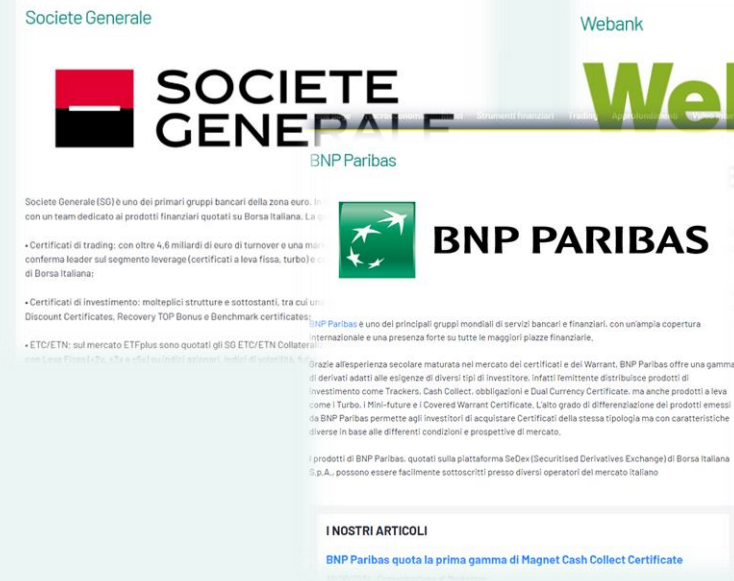 Societe Generale
SOCIETE
GENERALE
Societe Generale (SG) è uno dei primari gruppi bancari della zona euro. In
con un team dedicato ai prodotti finanziari quotati su Borsa Italiana. La
• Certificati di trading: con oltre 4,6 miliardi di euro di turnover e una
conferma leader sul segmento leverage (certificati a leva fissa, turbo) e
di Borsa Italiana;
• Certificati di investimento: molteplici strutture e sottostanti, tra cui
Discount Certificates, Recovery TOP Bonus e Benchmark certificates;
• ETC/ETN: sul mercato ETFplus sono quotati gli SG ETC/ETN
Webank
We
Strumenti finanziari Trading Approfondimenti
BNP Paribas
BNP PARIBAS
BNP Paribas è uno dei principali gruppi mondiali di servizi bancari e finanziari, con un'ampia copertura
internazionale e una presenza forte su tutte le maggiori piazze finanziarie.
Grazie all'esperienza secolare maturata nel mercato dei certificati e dei Warrant, BNP Paribas offre una gamma
di derivati adatti alle esigenze di diversi tipi di investitore, infatti l'emittente distribuisce prodotti di
investimento come Trackers, Cash Collect, obbligazioni e Dual Currency Certificate, ma anche prodotti a leva
come i Turbo, i Mini-future e i Covered Warrant Certificate. L'alto grado di differenziazione dei prodotti emessi
da BNP Paribas permette agli investitori di acquistare Certificati della stessa tipologia ma con caratteristiche
diverse in base alle differenti condizioni e prospettive di mercato.
I prodotti di BNP Paribas, quotati sulla piattaforma SeDex (Securitised Derivatives Exchange) di Borsa Italiana
S.p.A., possono essere facilmente sottoscritti presso diversi operatori del mercato italiano
I NOSTRI ARTICOLI
BNP Paribas quota la prima gamma di Magnet Cash Collect Certificate